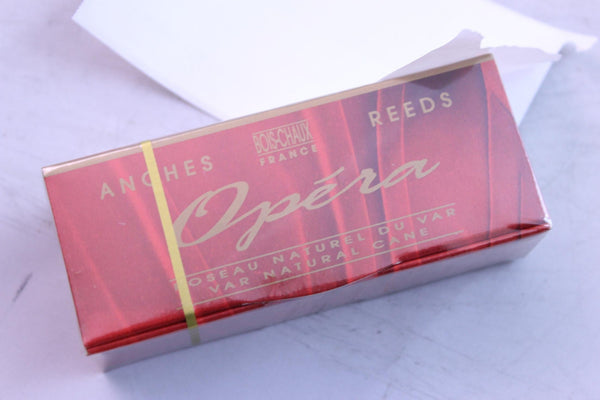 ANCHES
BOIS-CHAUX
FRANCE
REEDS
Opéra
ROSEAU NATUREL DU VAR
VAR NATURAL CANE